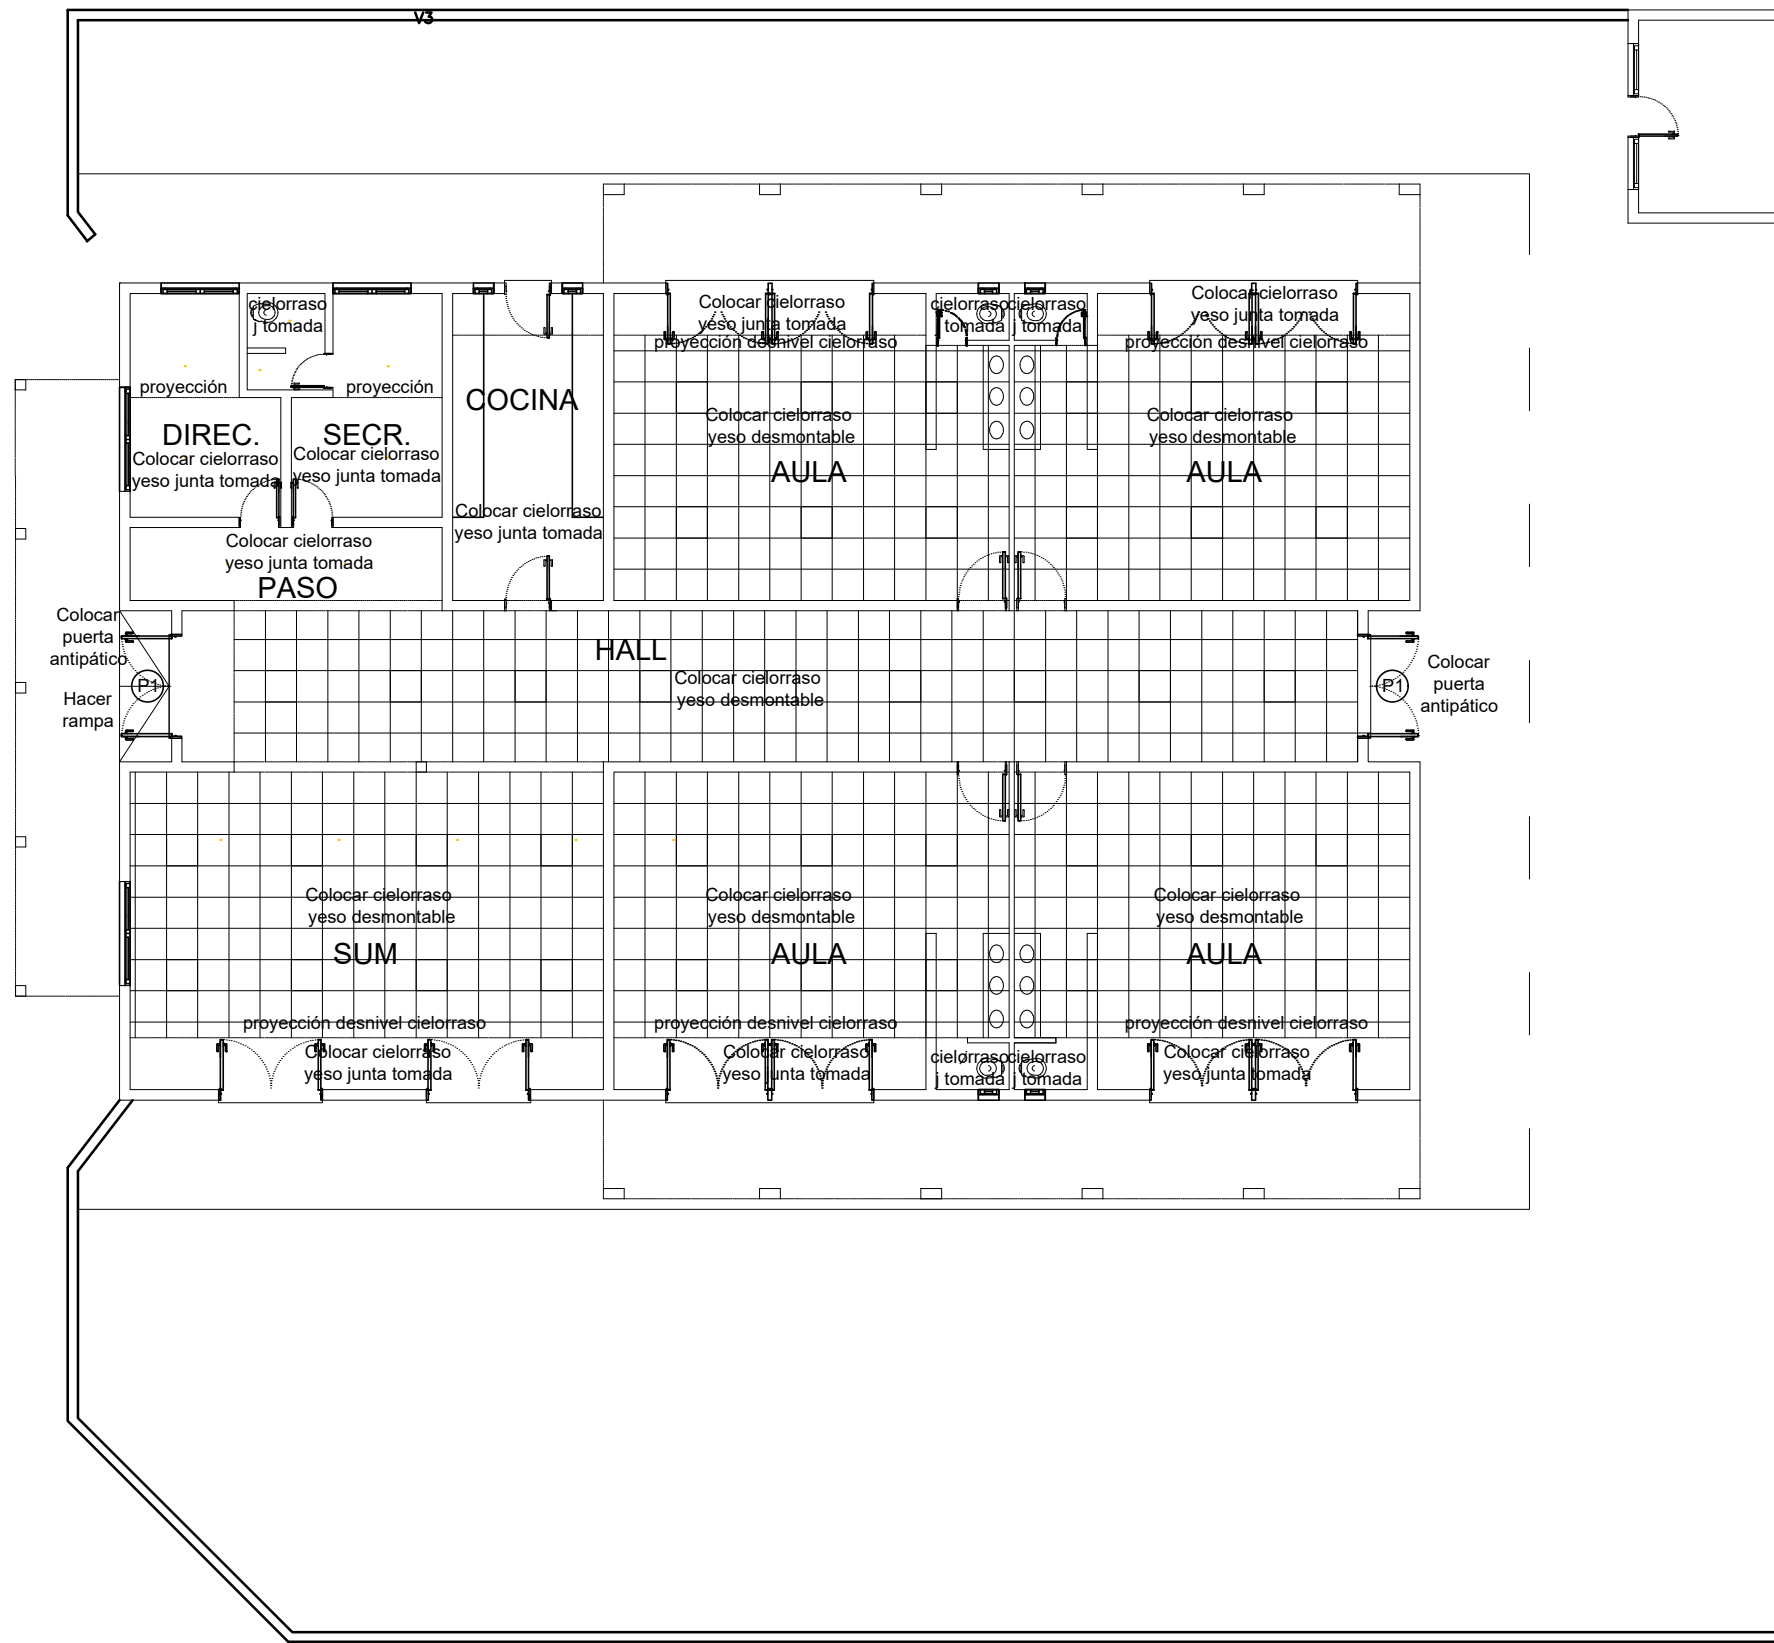 V3
cielorraso
j tomada
proyección
proyección
DIREC.
Colocar cielorraso
yeso junta tomada
SECR.
Colocar cielorraso
yeso junta tomada
COCINA
Colocar cielorraso
yeso junta tomada
Colocar cielorraso
yeso junta tomada
PASO
Colocar cielorraso
yeso junta tomada
proyección desnivel cielorraso
Colocar cielorraso
yeso desmontable
AULA
cielorraso
j tomada
cielorraso
j tomada
Colocar cielorraso
yeso junta tomada
proyección desnivel cielorraso
Colocar cielorraso
yeso desmontable
AULA
Colocar
puerta
antipático
Hacer
rampa
P1
HALL
Colocar cielorraso
yeso desmontable
P1
Colocar
puerta
antipático
Colocar cielorraso
yeso desmontable
SUM
proyección desnivel cielorraso
Colocar cielorraso
yeso junta tomada
Colocar cielorraso
yeso desmontable
AULA
proyección desnivel cielorraso
Colocar cielorraso
yeso junta tomada
cielorraso
j tomada
cielorraso
j tomada
Colocar cielorraso
yeso desmontable
AULA
proyección desnivel cielorraso
Colocar cielorraso
yeso junta tomada